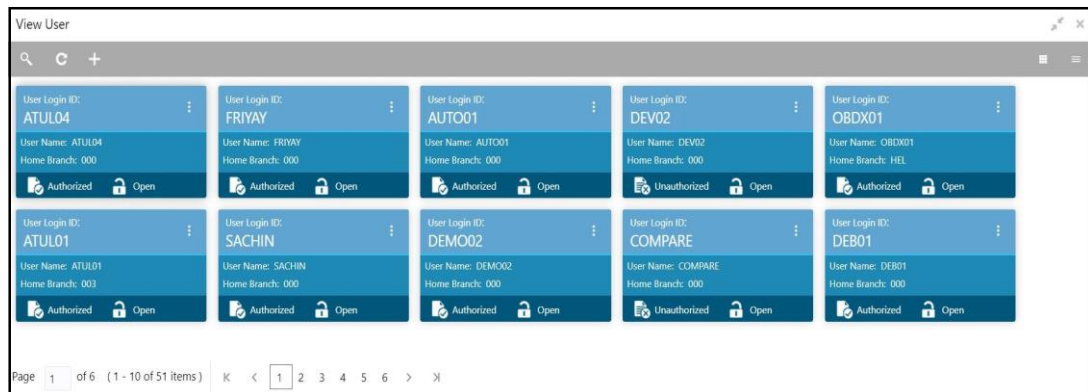 View User
User Login ID:
ATUL04
User Name: ATUL04
Home Branch: 000
Authorized Open
User Login ID:
FRIYAY
User Name: FRIYAY
Home Branch: 000
Authorized Open
User Login ID:
AUTO01
User Name: AUTO01
Home Branch: 000
Authorized Open
User Login ID:
DEV02
User Name: DEV02
Home Branch: 000
Unauthorized Open
User Login ID:
OBDX01
User Name: OBDX01
Home Branch: HEL
Authorized Open
User Login ID:
ATUL01
User Name: ATUL01
Home Branch: 003
Authorized Open
User Login ID:
SACHIN
User Name: SACHIN
Home Branch: 000
Authorized Open
User Login ID:
DEMO02
User Name: DEMO02
Home Branch: 000
Authorized Open
User Login ID:
COMPARE
User Name: COMPARE
Home Branch: 000
Unauthorized Open
User Login ID:
DEB01
User Name: DEB01
Home Branch: 000
Authorized Open
Page 1 of 6 (1 - 10 of 51 items) 1 2 3 4 5 6